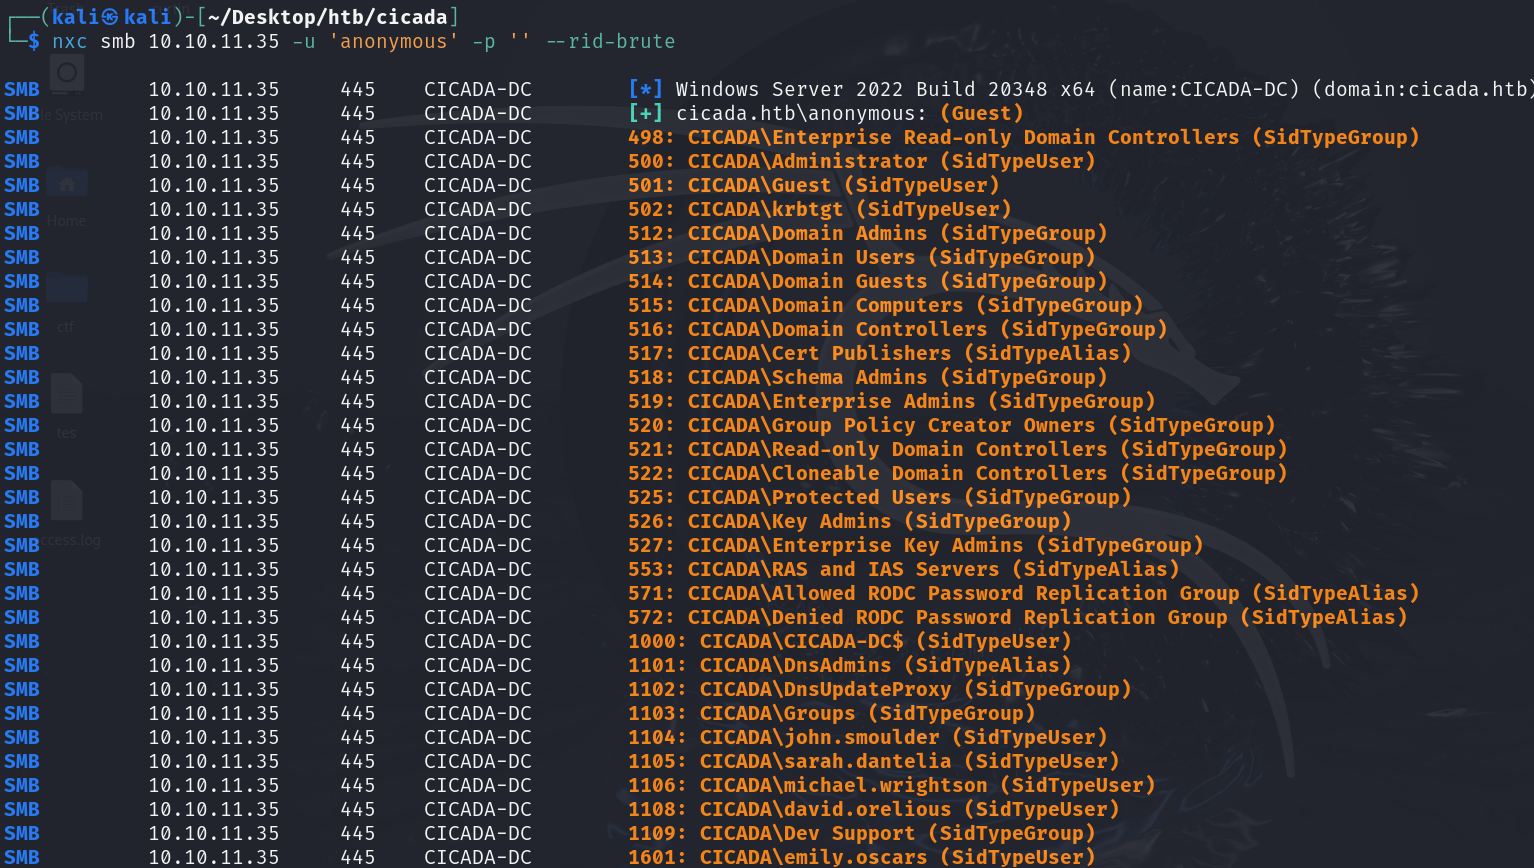 ┌──(kali㉿kali)-[~/Desktop/htb/cicada]
└─$ nxc smb 10.10.11.35 -u 'anonymous' -p '' --rid-brute
SMB 10.10.11.35 445 CICADA-DC [*] Windows Server 2022 Build 20348 x64 (name:CICADA-DC) (domain:cicada.htb)
SMB 10.10.11.35 445 CICADA-DC [+] cicada.htb\anonymous: (Guest)
SMB 10.10.11.35 445 CICADA-DC 498: CICADA\Enterprise Read-only Domain Controllers (SidTypeGroup)
SMB 10.10.11.35 445 CICADA-DC 500: CICADA\Administrator (SidTypeUser)
SMB 10.10.11.35 445 CICADA-DC 501: CICADA\Guest (SidTypeUser)
SMB 10.10.11.35 445 CICADA-DC 502: CICADA\krbtgt (SidTypeUser)
SMB 10.10.11.35 445 CICADA-DC 512: CICADA\Domain Admins (SidTypeGroup)
SMB 10.10.11.35 445 CICADA-DC 513: CICADA\Domain Users (SidTypeGroup)
SMB 10.10.11.35 445 CICADA-DC 514: CICADA\Domain Guests (SidTypeGroup)
SMB 10.10.11.35 445 CICADA-DC 515: CICADA\Domain Computers (SidTypeGroup)
SMB 10.10.11.35 445 CICADA-DC 516: CICADA\Domain Controllers (SidTypeGroup)
SMB 10.10.11.35 445 CICADA-DC 517: CICADA\Cert Publishers (SidTypeAlias)
SMB 10.10.11.35 445 CICADA-DC 518: CICADA\Schema Admins (SidTypeGroup)
SMB 10.10.11.35 445 CICADA-DC 519: CICADA\Enterprise Admins (SidTypeGroup)
SMB 10.10.11.35 445 CICADA-DC 520: CICADA\Group Policy Creator Owners (SidTypeGroup)
SMB 10.10.11.35 445 CICADA-DC 521: CICADA\Read-only Domain Controllers (SidTypeGroup)
SMB 10.10.11.35 445 CICADA-DC 522: CICADA\Cloneable Domain Controllers (SidTypeGroup)
SMB 10.10.11.35 445 CICADA-DC 525: CICADA\Protected Users (SidTypeGroup)
SMB 10.10.11.35 445 CICADA-DC 526: CICADA\Key Admins (SidTypeGroup)
SMB 10.10.11.35 445 CICADA-DC 527: CICADA\Enterprise Key Admins (SidTypeGroup)
SMB 10.10.11.35 445 CICADA-DC 553: CICADA\RAS and IAS Servers (SidTypeAlias)
SMB 10.10.11.35 445 CICADA-DC 571: CICADA\Allowed RODC Password Replication Group (SidTypeAlias)
SMB 10.10.11.35 445 CICADA-DC 572: CICADA\Denied RODC Password Replication Group (SidTypeAlias)
SMB 10.10.11.35 445 CICADA-DC 1000: CICADA\CICADA-DC$ (SidTypeUser)
SMB 10.10.11.35 445 CICADA-DC 1101: CICADA\DnsAdmins (SidTypeAlias)
SMB 10.10.11.35 445 CICADA-DC 1102: CICADA\DnsUpdateProxy (SidTypeGroup)
SMB 10.10.11.35 445 CICADA-DC 1103: CICADA\Groups (SidTypeGroup)
SMB 10.10.11.35 445 CICADA-DC 1104: CICADA\john.smoulder (SidTypeUser)
SMB 10.10.11.35 445 CICADA-DC 1105: CICADA\sarah.dantelia (SidTypeUser)
SMB 10.10.11.35 445 CICADA-DC 1106: CICADA\michael.wrightson (SidTypeUser)
SMB 10.10.11.35 445 CICADA-DC 1108: CICADA\david.orelious (SidTypeUser)
SMB 10.10.11.35 445 CICADA-DC 1109: CICADA\Dev Support (SidTypeGroup)
SMB 10.10.11.35 445 CICADA-DC 1601: CICADA\emily.oscars (SidTypeUser)
System
Home
ctf
tes
ccess.log